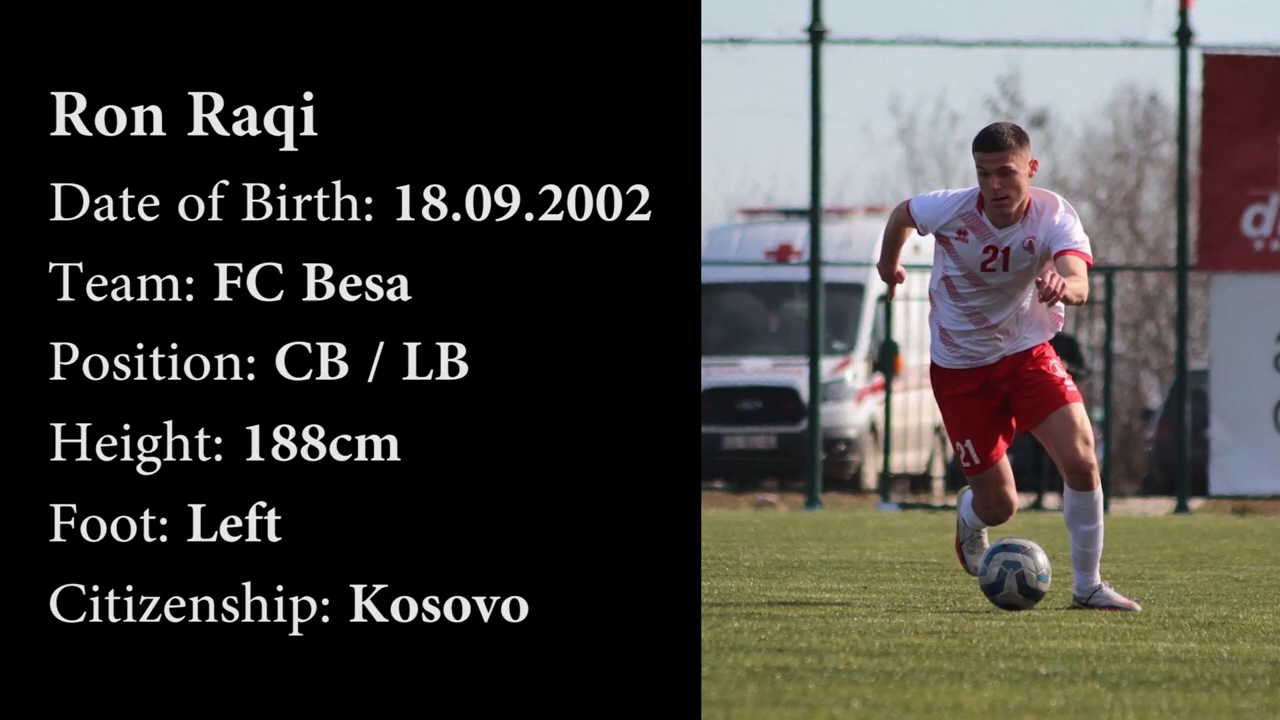 Ron Raqi
Date of Birth: 18.09.2002
Team: FC Besa
Position: CB / LB
Height: 188cm
Foot: Left
Citizenship: Kosovo
21
21